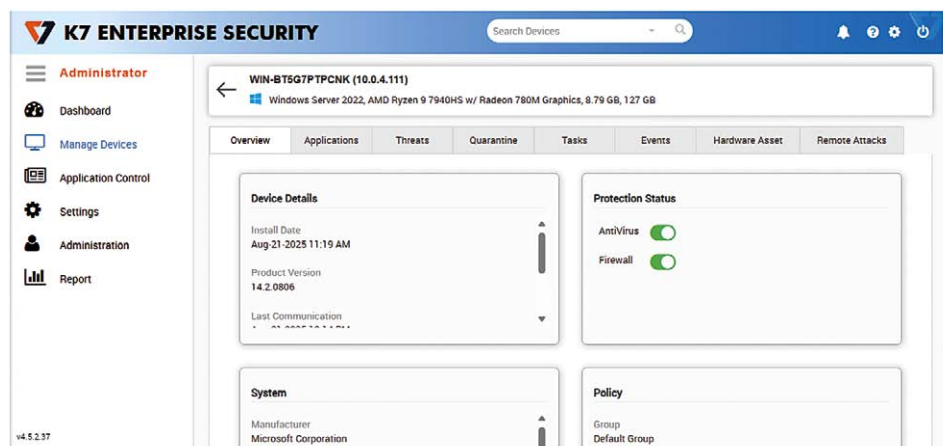 K7 ENTERPRISE SECURITY
Search Devices
Administrator
Dashboard
Manage Devices
Application Control
Settings
Administration
Report
v4.5.2.37
WIN-BT5G7PTPCNK (10.0.4.111)
Windows Server 2022, AMD Ryzen 9 7940HS w/ Radeon 780M Graphics, 8.79 GB, 127 GB
Overview Applications Threats Quarantine Tasks Events Hardware Asset Remote Attacks
Device Details
Install Date
Aug-21-2025 11:19 AM
Product Version
14.2.0806
Last Communication
Protection Status
AntiVirus
Firewall
System
Manufacturer
Microsoft Corporation
Policy
Group
Default Group